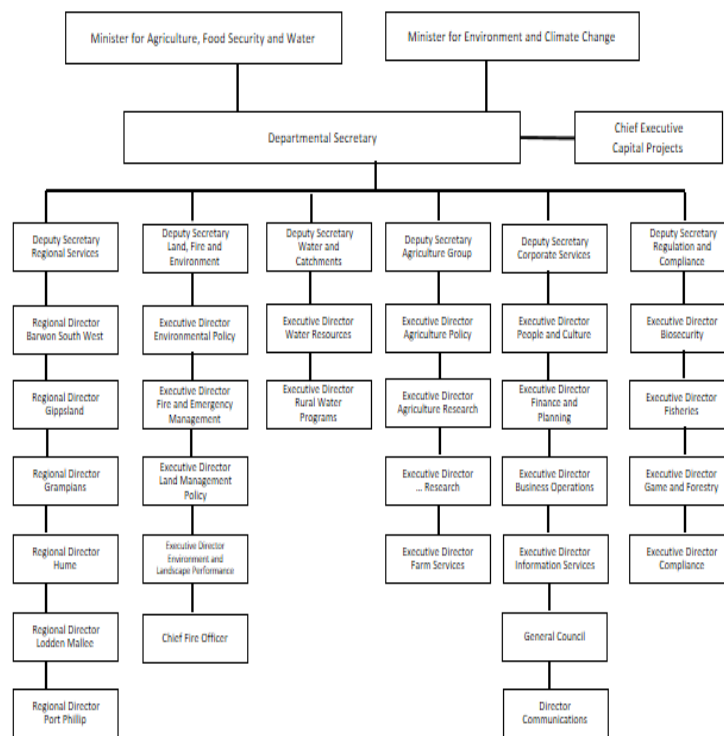 Minister for Agriculture, Food Security and Water
Minister for Environment and Climate Change
Departmental Secretary
Chief Executive
Capital Projects
Deputy Secretary
Regional Services
Deputy Secretary
Land, Fire and
Environment
Deputy Secretary
Water and
Catchments
Deputy Secretary
Agriculture Group
Deputy Secretary
Corporate Services
Deputy Secretary
Regulation and
Compliance
Regional Director
Barwon South West
Executive Director
Environmental Policy
Executive Director
Water Resources
Executive Director
Agriculture Policy
Executive Director
People and Culture
Executive Director
Biosecurity
Regional Director
Gippsland
Executive Director
Fire and Emergency
Management
Executive Director
Rural Water
Programs
Executive Director
Agriculture Research
Executive Director
Finance and
Planning
Executive Director
Fisheries
Regional Director
Grampians
Executive Director
Land Management
Policy
Executive Director
... Research
Executive Director
Business Operations
Executive Director
Game and Forestry
Regional Director
Hume
Executive Director
Environment and
Landscape Performance
Executive Director
Farm Services
Executive Director
Information Services
Executive Director
Compliance
Regional Director
Lodden Mallee
Chief Fire Officer
General Council
Regional Director
Port Phillip
Director
Communications